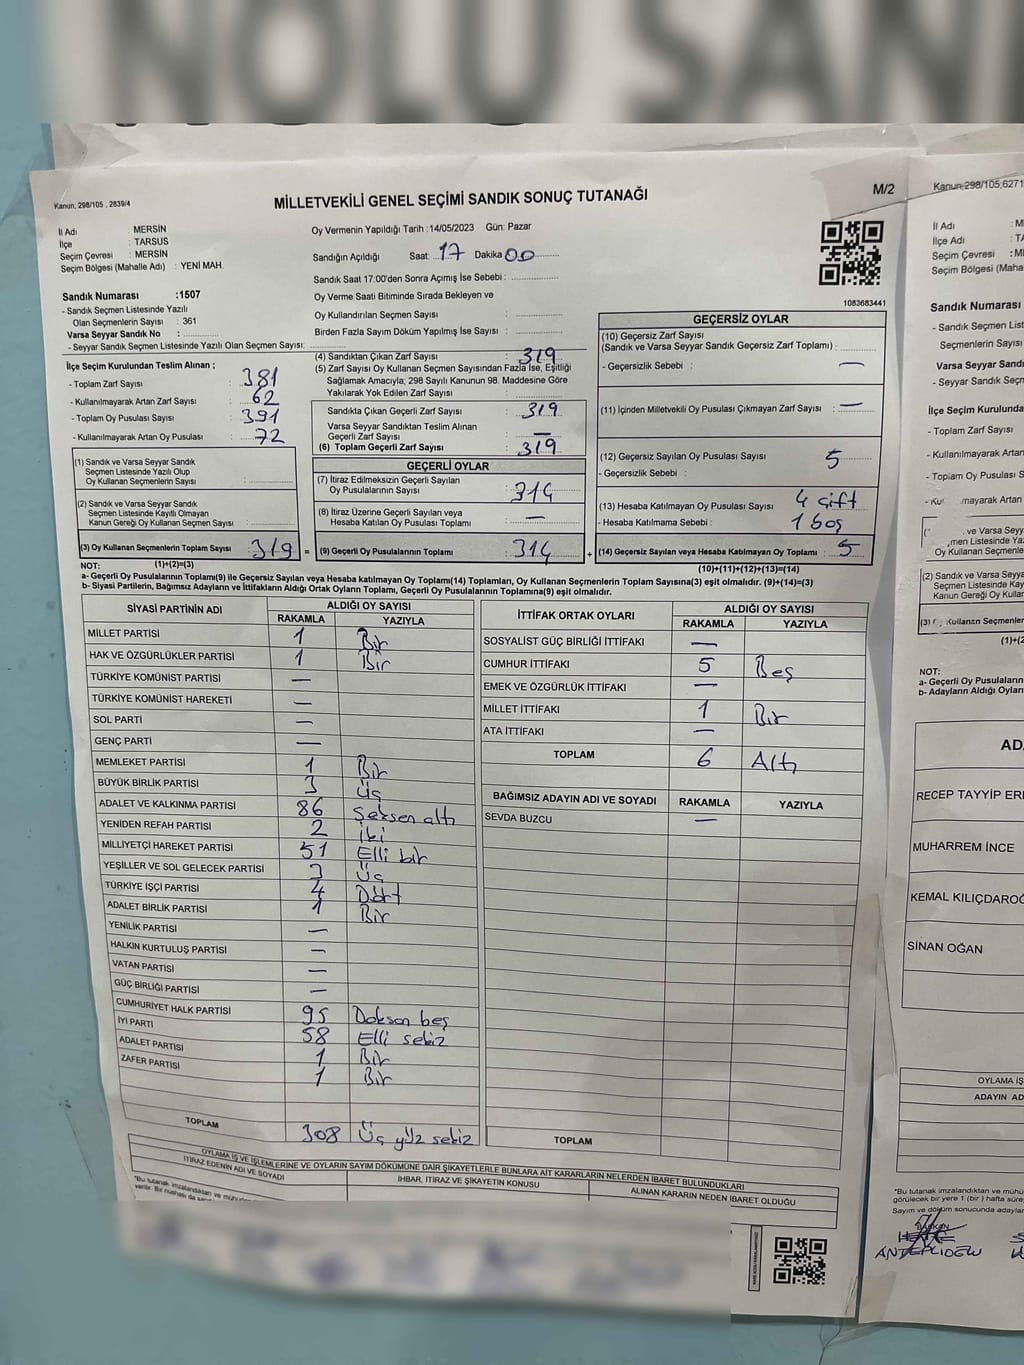 NOLU SAN
Kanun; 298/105 , 2839/4
MİLLETVEKİLİ GENEL SEÇİMİ SANDIK SONUÇ TUTANAĞI
M/2
İl Adı : MERSİN
İlçe : TARSUS
Seçim Çevresi : MERSİN
Seçim Bölgesi (Mahalle Adı) : YENİ MAH.
Sandık Numarası :1507
- Sandık Seçmen Listesinde Yazılı
Olan Seçmenlerin Sayısı : 361
Varsa Seyyar Sandık No :
- Seyyar Sandık Seçmen Listesinde Yazılı Olan Seçmen Sayısı:
Oy Vermenin Yapıldığı Tarih :14/05/2023 Gün: Pazar
Sandığın Açıldığı Saat: 17 Dakika 00
Sandık Saat 17:00'den Sonra Açımış İse Sebebi :
Oy Verme Saati Bitiminde Sırada Bekleyen ve
Oy Kullandırılan Seçmen Sayısı :
Birden Fazla Sayım Döküm Yapılmış İse Sayısı :
1083683441
İlçe Seçim Kurulundan Teslim Alınan ;
- Toplam Zarf Sayısı : 381
- Kullanılmayarak Artan Zarf Sayısı : 62
- Toplam Oy Pusulası Sayısı : 391
- Kullanılmayarak Artan Oy Pusulası : 72
(1) Sandık ve Varsa Seyyar Sandık
Seçmen Listesinde Yazılı Olup
Oy Kullanan Seçmenlerin Sayısı :
(2) Sandık ve Varsa Seyyar Sandık
Seçmen Listesinde Kayıtlı Olmayan
Kanun Gereği Oy Kullanan Seçmen Sayısı :
(3) Oy Kullanan Seçmenlerin Toplam Sayısı : 319 =
(1)+(2)=(3)
(4) Sandıktan Çıkan Zarf Sayısı : 319
(5) Zarf Sayısı Oy Kullanan Seçmen Sayısından Fazla İse, Eşitliği
Sağlamak Amacıyla; 298 Sayılı Kanunun 98. Maddesine Göre
Yakılarak Yok Edilen Zarf Sayısı :
Sandıkta Çıkan Geçerli Zarf Sayısı : 319
Varsa Seyyar Sandıktan Teslim Alınan
Geçerli Zarf Sayısı : —
(6) Toplam Geçerli Zarf Sayısı : 319
GEÇERLİ OYLAR
(7) İtiraz Edilmeksizin Geçerli Sayılan
Oy Pusulalarının Sayısı : 314
(8) İtiraz Üzerine Geçerli Sayılan veya
Hesaba Katılan Oy Pusulası Toplamı : —
(9) Geçerli Oy Pusulalarının Toplamı : 314 +
GEÇERSİZ OYLAR
(10) Geçersiz Zarf Sayısı
(Sandık ve Varsa Seyyar Sandık Geçersiz Zarf Toplamı) :
- Geçersizlik Sebebi : —
(11) İçinden Milletvekili Oy Pusulası Çıkmayan Zarf Sayısı : —
(12) Geçersiz Sayılan Oy Pusulası Sayısı : 5
- Geçersizlik Sebebi :
(13) Hesaba Katılmayan Oy Pusulası Sayısı : 4 çift
- Hesaba Katılmama Sebebi : 1 boş
(14) Geçersiz Sayılan veya Hesaba Katılmayan Oy Toplamı : 5
(10)+(11)+(12)+(13)=(14)
NOT:
a- Geçerli Oy Pusulalarının Toplamı(9) ile Geçersiz Sayılan veya Hesaba katılmayan Oy Toplamı(14) Toplamları, Oy Kullanan Seçmenlerin Toplam Sayısına(3) eşit olmalıdır. (9)+(14)=(3)
b- Siyasi Partilerin, Bağımsız Adayların ve İttifakların Aldığı Ortak Oyların Toplamı, Geçerli Oy Pusulalarının Toplamına(9) eşit olmalıdır.
SİYASİ PARTİNİN ADI ALDIĞI OY SAYISI
RAKAMLA YAZIYLA
MİLLET PARTİSİ 1 Bir
HAK VE ÖZGÜRLÜKLER PARTİSİ 1 Bir
TÜRKİYE KOMÜNİST PARTİSİ —
TÜRKİYE KOMÜNİST HAREKETİ —
SOL PARTİ —
GENÇ PARTİ —
MEMLEKET PARTİSİ 1 Bir
BÜYÜK BİRLİK PARTİSİ 3 Üç
ADALET VE KALKINMA PARTİSİ 86 Seksen altı
YENİDEN REFAH PARTİSİ 2 iki
MİLLİYETÇİ HAREKET PARTİSİ 51 Elli bir
YEŞİLLER VE SOL GELECEK PARTİSİ 3 Üç
TÜRKİYE İŞÇİ PARTİSİ 4 Dört
ADALET BİRLİK PARTİSİ 1 Bir
YENİLİK PARTİSİ —
HALKIN KURTULUŞ PARTİSİ —
VATAN PARTİSİ —
GÜÇ BİRLİĞİ PARTİSİ —
CUMHURİYET HALK PARTİSİ 95 Doksan beş
İYİ PARTİ 58 Elli sekiz
ADALET PARTİSİ 1 Bir
ZAFER PARTİSİ 1 Bir
TOPLAM 308 Üç yüz sekiz
İTTİFAK ORTAK OYLARI ALDIĞI OY SAYISI
RAKAMLA YAZIYLA
SOSYALİST GÜÇ BİRLİĞİ İTTİFAKI —
CUMHUR İTTİFAKI 5 Beş
EMEK VE ÖZGÜRLÜK İTTİFAKI —
MİLLET İTTİFAKI 1 Bir
ATA İTTİFAKI —
TOPLAM 6 Altı
BAĞIMSIZ ADAYIN ADI VE SOYADI RAKAMLA YAZIYLA
SEVDA BUZCU —
TOPLAM
OYLAMA İŞ VE İŞLEMLERİNE VE OYLARIN SAYIM DÖKÜMÜNE DAİR ŞİKAYETLERLE BUNLARA AİT KARARLARIN NELERDEN İBARET BULUNDUKLARI
İTİRAZ EDENİN ADI VE SOYADI İHBAR, İTİRAZ VE ŞİKAYETİN KONUSU ALINAN KARARIN NEDEN İBARET OLDUĞU
"Bu tutanak imzalandıktan ve
Kanun;298/105,6271
İl Adı : M
İlçe Adı : TA
Seçim Çevresi : M
Seçim Bölgesi (Maha
Sandık Numarası
- Sandık Seçmen List
Seçmenlerin Sayısı
Varsa Seyyar Sandı
- Seyyar Sandık Seçme
İlçe Seçim Kurulundan
- Toplam Zarf Sayısı
- Kullanılmayarak Artan
- Toplam Oy Pusulası S
mayarak Artan
ve Varsa Seyya
men Listesinde
Oy Kullanan Seçmenle
(2) Sandık ve Varsa Seyya
Seçmen Listesinde Kay
Kanun Gereği Oy Kullan
Kullanan Seçmenler
(1)+(2
NOT:
a- Geçerli Oy Pusulaların
b- Adayların Aldığı Oyları
AD
RECEP TAYYİP ER
MUHARREM İNCE
KEMAL KILIÇDAROĞ
SİNAN OĞAN
OYLAMA İŞ
ADAYIN AD
"Bu tutanak imzalandıktan ve mühü
görülecek bir yere 1 (bir ) hafta süre
Sayım ve döküm sonucunda adayla
BAŞKAN